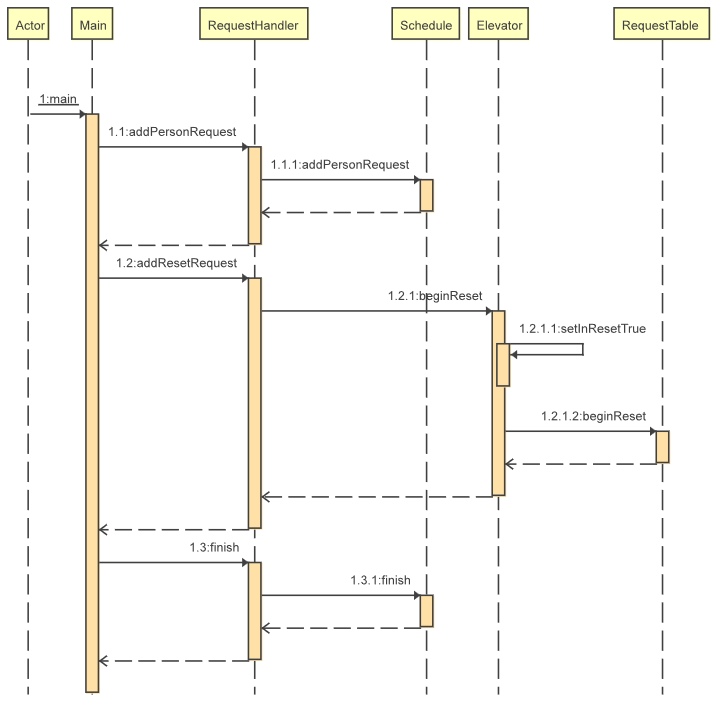 Actor Main RequestHandler Schedule Elevator RequestTable
1:main
1.1:addPersonRequest
1.1.1:addPersonRequest
1.2:addResetRequest
1.2.1:beginReset
1.2.1.1:setInResetTrue
1.2.1.2:beginReset
1.3:finish
1.3.1:finish